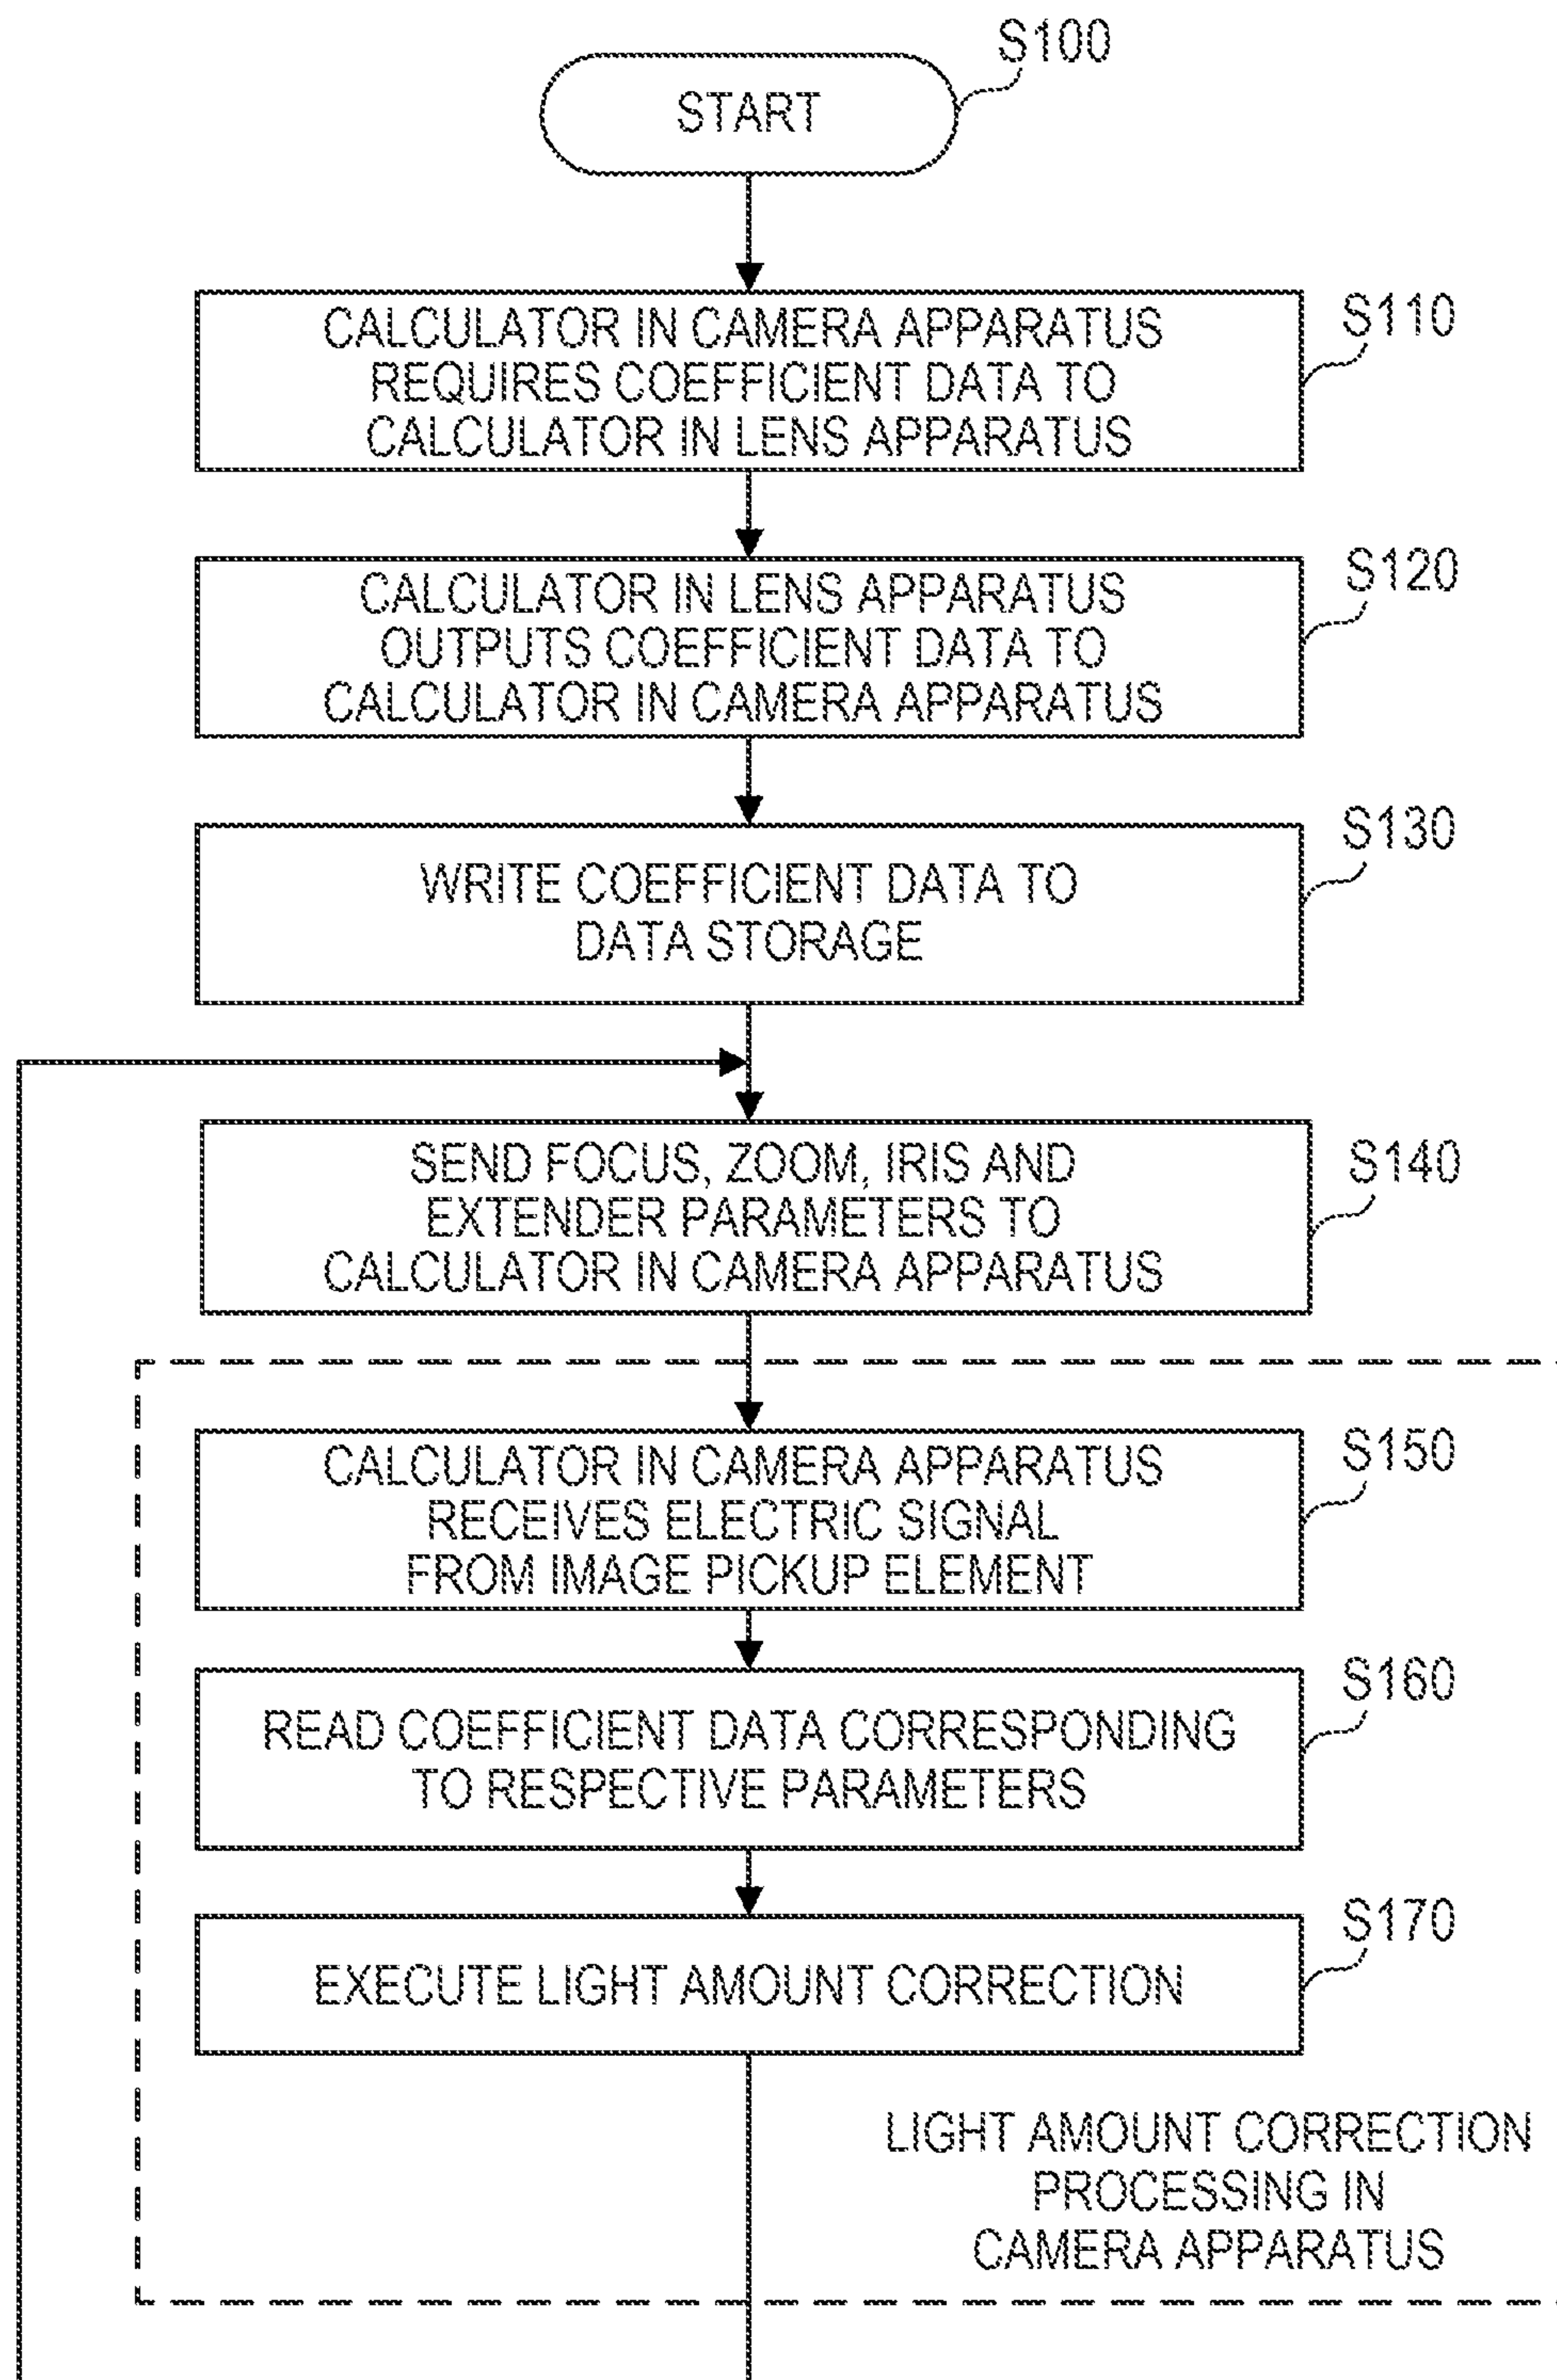 S100
START
S110
CALCULATOR IN CAMERA APPARATUS
REQUIRES COEFFICIENT DATA TO
CALCULATOR IN LENS APPARATUS
S120
CALCULATOR IN LENS APPARATUS
OUTPUTS COEFFICIENT DATA TO
CALCULATOR IN CAMERA APPARATUS
S130
WRITE COEFFICIENT DATA TO
DATA STORAGE
S140
SEND FOCUS, ZOOM, IRIS AND
EXTENDER PARAMETERS TO
CALCULATOR IN CAMERA APPARATUS
S150
CALCULATOR IN CAMERA APPARATUS
RECEIVES ELECTRIC SIGNAL
FROM IMAGE PICKUP ELEMENT
S160
READ COEFFICIENT DATA CORRESPONDING
TO RESPECTIVE PARAMETERS
S170
EXECUTE LIGHT AMOUNT CORRECTION
LIGHT AMOUNT CORRECTION
PROCESSING IN
CAMERA APPARATUS